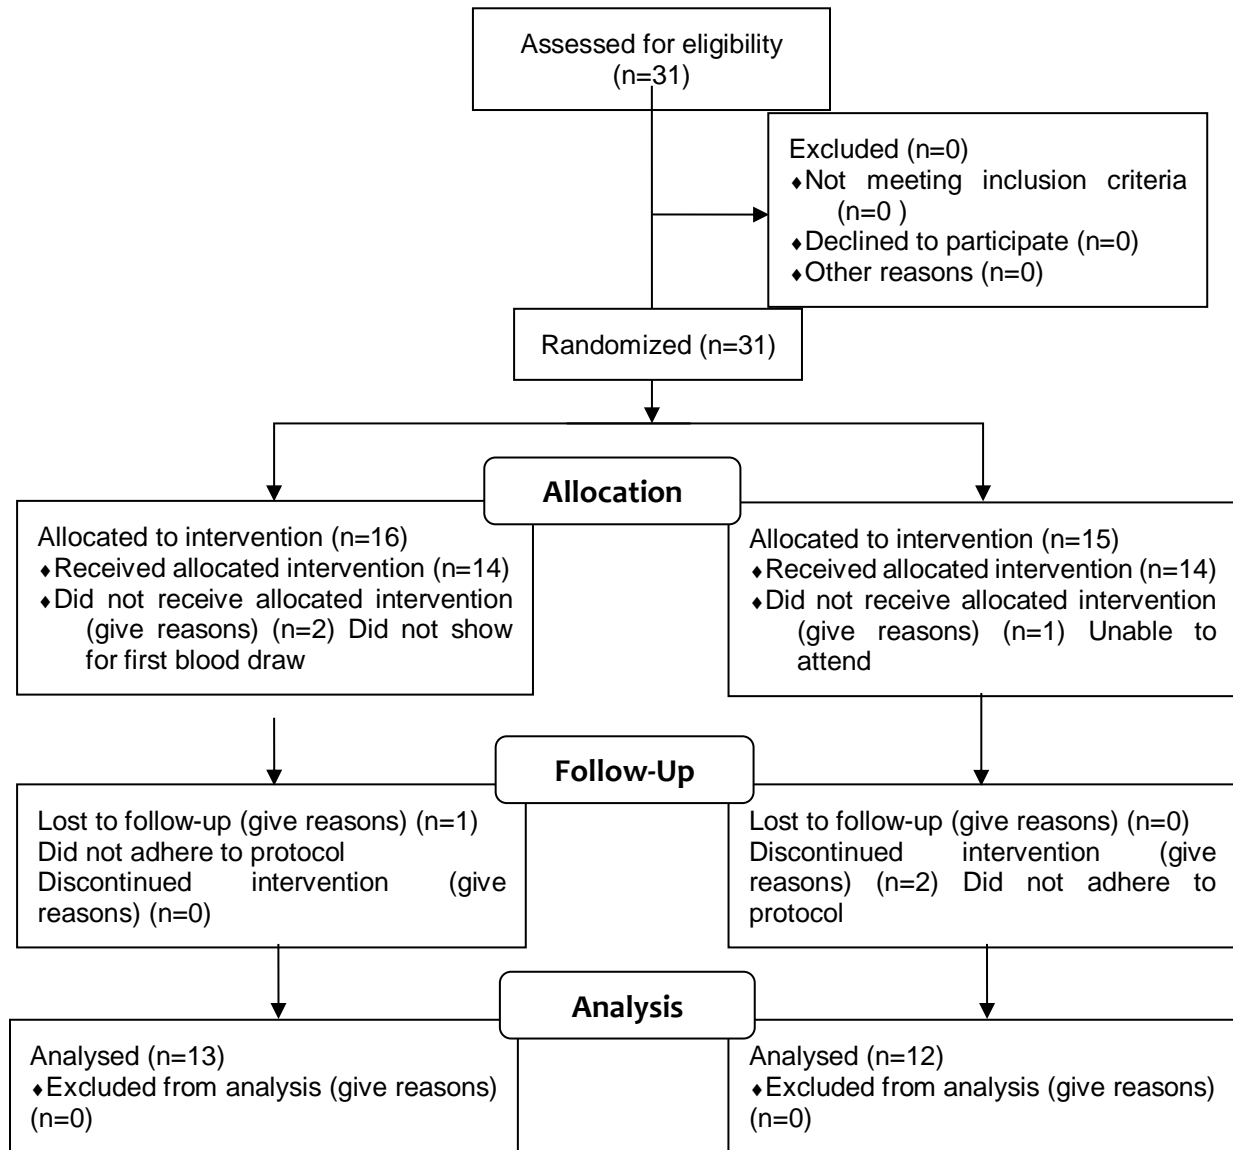 Assessed for eligibility
(n=31)
Excluded (n=0)
♦Not meeting inclusion criteria
(n=0 )
♦Declined to participate (n=0)
♦Other reasons (n=0)
Randomized (n=31)
Allocation
Allocated to intervention (n=16)
♦Received allocated intervention (n=14)
♦Did not receive allocated intervention
(give reasons) (n=2) Did not show
for first blood draw
Allocated to intervention (n=15)
♦Received allocated intervention (n=14)
♦Did not receive allocated intervention
(give reasons) (n=1) Unable to
attend
Follow-Up
Lost to follow-up (give reasons) (n=1)
Did not adhere to protocol
Discontinued intervention (give
reasons) (n=0)
Lost to follow-up (give reasons) (n=0)
Discontinued intervention (give
reasons) (n=2) Did not adhere to
protocol
Analysis
Analysed (n=13)
♦Excluded from analysis (give reasons)
(n=0)
Analysed (n=12)
♦Excluded from analysis (give reasons)
(n=0)